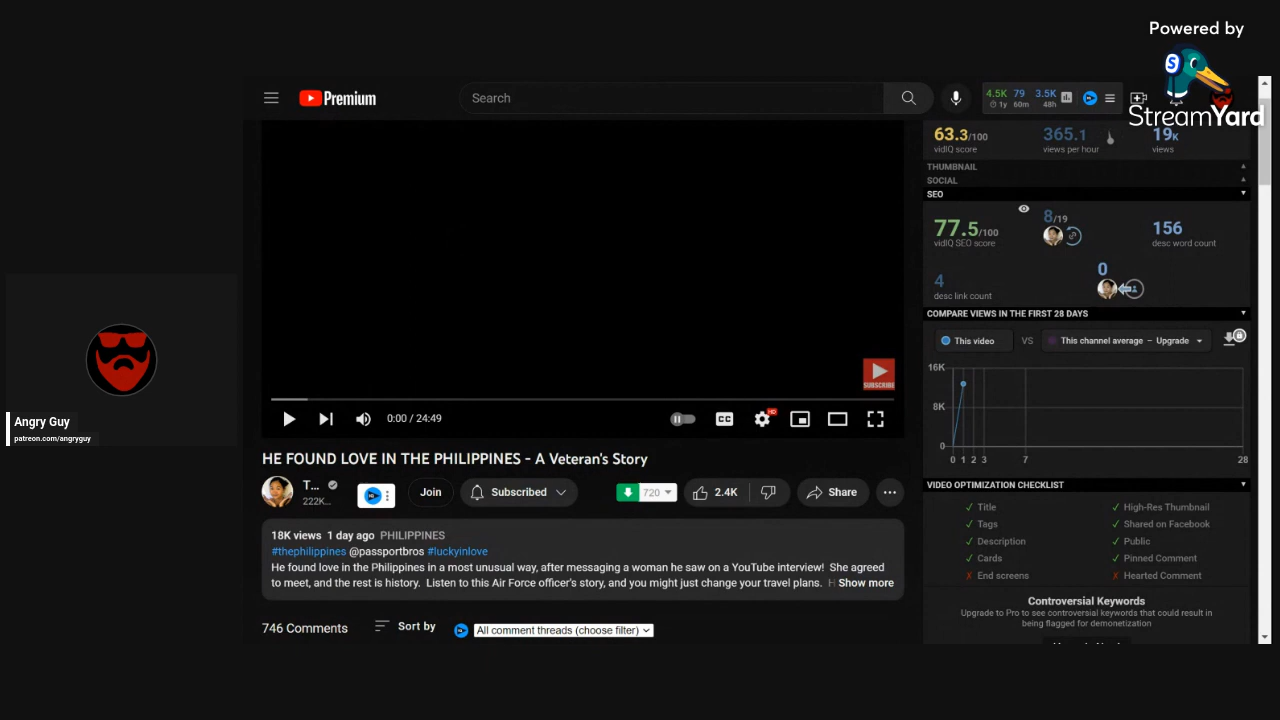 Powered by
StreamYard
Premium
Search
4.5K 79 3.5K
1y 60m 48h
63.3/100 365.1 19K
vidIQ score views per hour views
THUMBNAIL
SOCIAL
SEO
77.5/100 8/19 156
vidIQ SEO score desc word count
0
4
desc link count
COMPARE VIEWS IN THE FIRST 28 DAYS
This video VS This channel average – Upgrade
16K
8K
0
0 1 2 3 7 28
SUBSCRIBE
0:00 / 24:49
CC
HD
Angry Guy
patreon.com/angryguy
HE FOUND LOVE IN THE PHILIPPINES - A Veteran's Story
T...
222K...
Join
Subscribed
720
2.4K
Share
18K views 1 day ago PHILIPPINES
#thephilippines @passportbros #luckyinlove
He found love in the Philippines in a most unusual way, after messaging a woman he saw on a YouTube interview! She agreed
to meet, and the rest is history. Listen to this Air Force officer's story, and you might just change your travel plans. H Show more
746 Comments
Sort by
All comment threads (choose filter)
VIDEO OPTIMIZATION CHECKLIST
✓ Title ✓ High-Res Thumbnail
✓ Tags ✓ Shared on Facebook
✓ Description ✓ Public
✓ Cards ✓ Pinned Comment
✗ End screens ✗ Hearted Comment
Controversial Keywords
Upgrade to Pro to see controversial keywords that could result in
being flagged for demonetization